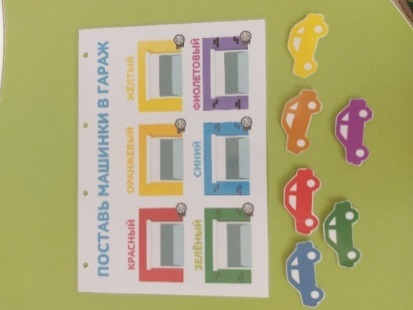 ПОСТАВЬ МАШИНКИ В ГАРАЖ
КРАСНЫЙ
ОРАНЖЕВЫЙ
ЖЁЛТЫЙ
ЗЕЛЁНЫЙ
СИНИЙ
ФИОЛЕТОВЫЙ